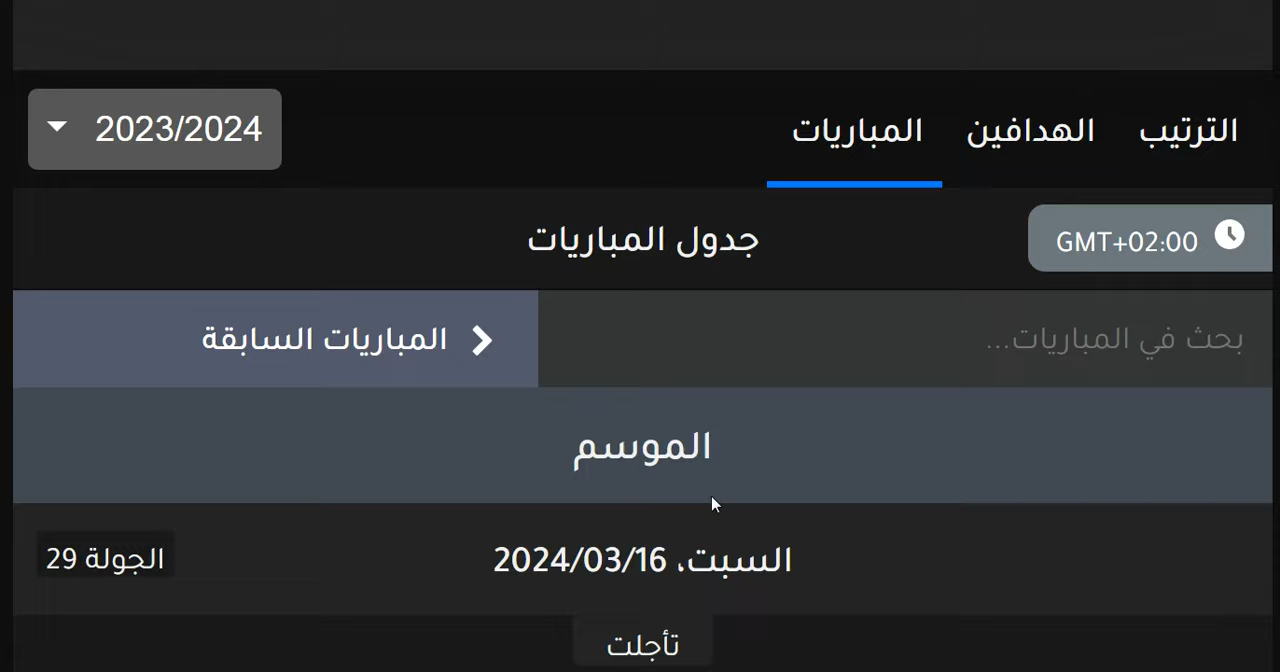 الترتيب الهدافين المباريات 2023/2024
GMT+02:00 جدول المباريات
بحث في المباريات... المباريات السابقة
الموسم
السبت، 2024/03/16 الجولة 29
تأجلت